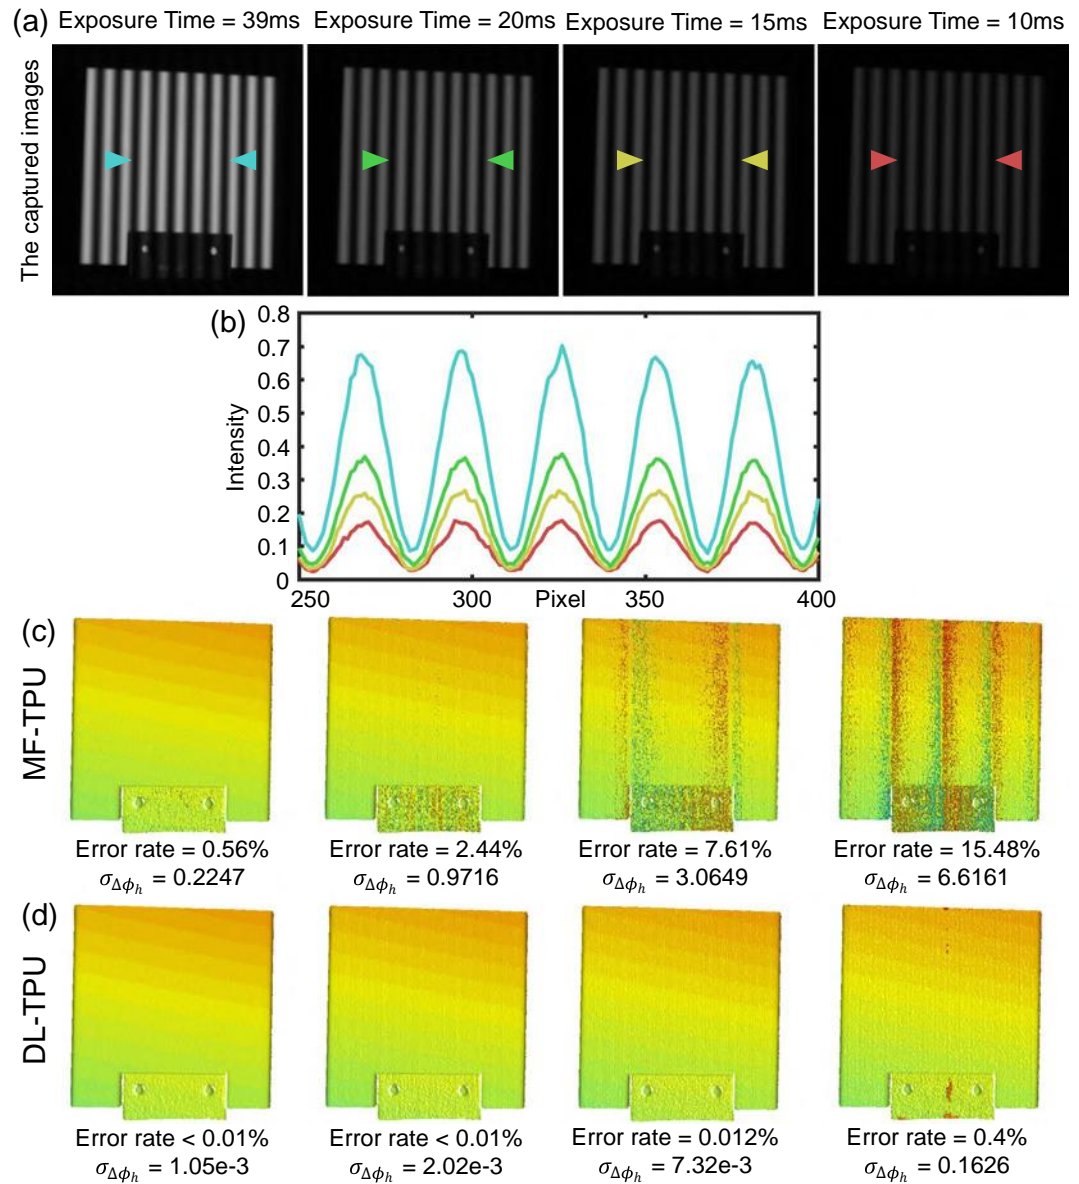 (a)
Exposure Time = 39ms Exposure Time = 20ms Exposure Time = 15ms Exposure Time = 10ms
The captured images
(b)
0.8
0.7
0.6
0.5
0.4
0.3
0.2
0.1
0
Intensity
250 300 350 400
Pixel
(c)
MF-TPU
Error rate = 0.56% Error rate = 2.44% Error rate = 7.61% Error rate = 15.48%
σΔϕₕ = 0.2247 σΔϕₕ = 0.9716 σΔϕₕ = 3.0649 σΔϕₕ = 6.6161
(d)
DL-TPU
Error rate < 0.01% Error rate < 0.01% Error rate = 0.012% Error rate = 0.4%
σΔϕₕ = 1.05e-3 σΔϕₕ = 2.02e-3 σΔϕₕ = 7.32e-3 σΔϕₕ = 0.1626